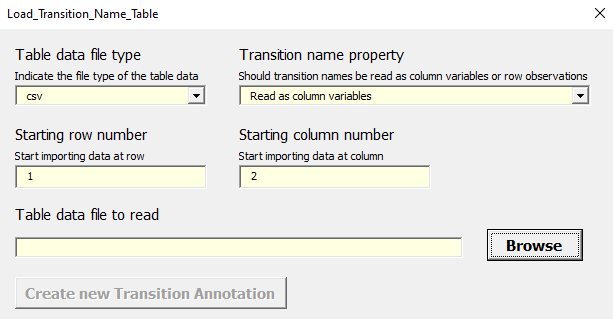 Load_Transition_Name_Table
Table data file type
Indicate the file type of the table data
csv
Transition name property
Should transition names be read as column variables or row observations
Read as column variables
Starting row number
Start importing data at row
1
Starting column number
Start importing data at column
2
Table data file to read
Browse
Create new Transition Annotation